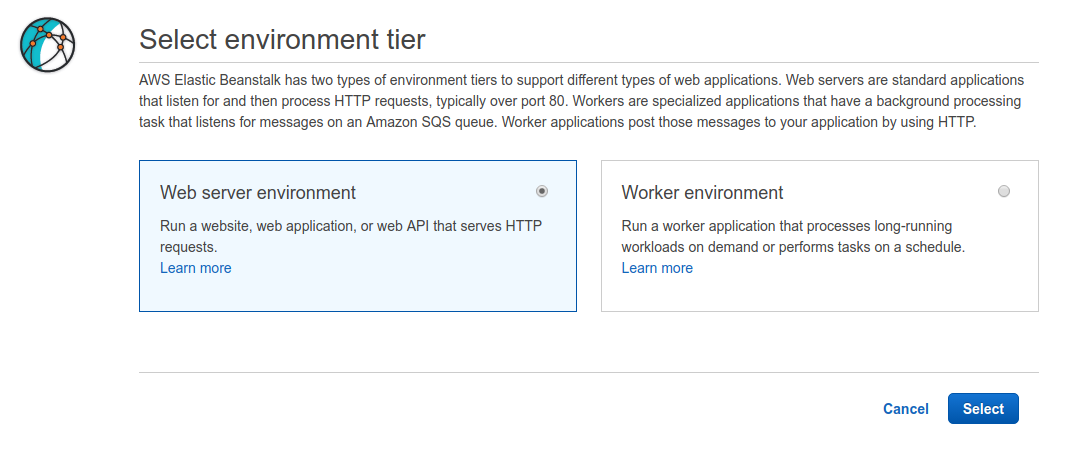 Select environment tier
AWS Elastic Beanstalk has two types of environment tiers to support different types of web applications. Web servers are standard applications
that listen for and then process HTTP requests, typically over port 80. Workers are specialized applications that have a background processing
task that listens for messages on an Amazon SQS queue. Worker applications post those messages to your application by using HTTP.
Web server environment
Run a website, web application, or web API that serves HTTP
requests.
Learn more
Worker environment
Run a worker application that processes long-running
workloads on demand or performs tasks on a schedule.
Learn more
Cancel
Select